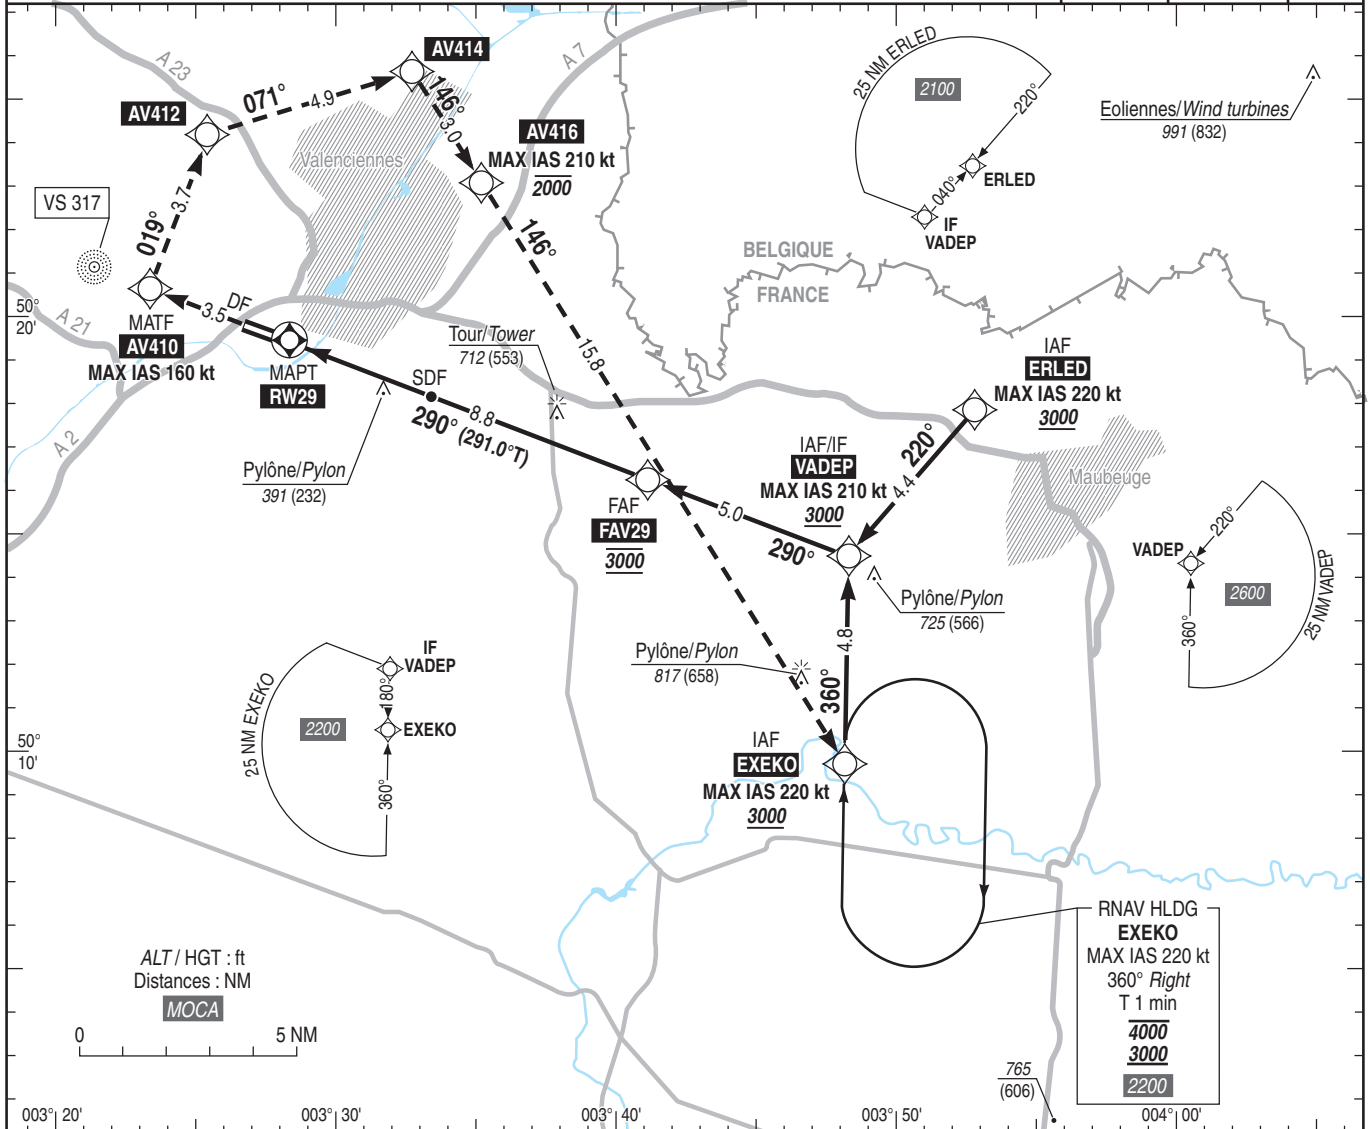 A 23
071°
4.9
AV412
AV414
146°
3.0
A 7
AV416
MAX IAS 210 kt
2000
Valenciennes
VS 317
019°
3.7
146°
15.8
25 NM ERLED
2100
220°
ERLED
040°
IF
VADEP
Eoliennes/Wind turbines
991 (832)
BELGIQUE
FRANCE
50°
20'
A 21
A 2
MATF
AV410
MAX IAS 160 kt
DF
3.5
MAPT
RW29
SDF
8.8
290° (291.0°T)
Tour/Tower
712 (553)
Pylône/Pylon
391 (232)
FAF
FAV29
3000
5.0
290°
IAF/IF
VADEP
MAX IAS 210 kt
3000
IAF
ERLED
MAX IAS 220 kt
3000
220°
4.4
Maubeuge
Pylône/Pylon
725 (566)
VADEP
220°
360°
2600
25 NM VADEP
Pylône/Pylon
817 (658)
4.8
360°
IF
VADEP
180°
EXEKO
360°
2200
25 NM EXEKO
50°
10'
IAF
EXEKO
MAX IAS 220 kt
3000
RNAV HLDG
EXEKO
MAX IAS 220 kt
360° Right
T 1 min
4000
3000
2200
765
(606)
ALT / HGT : ft
Distances : NM
MOCA
0 5 NM
003° 20' 003° 30' 003° 40' 003° 50' 004° 00'